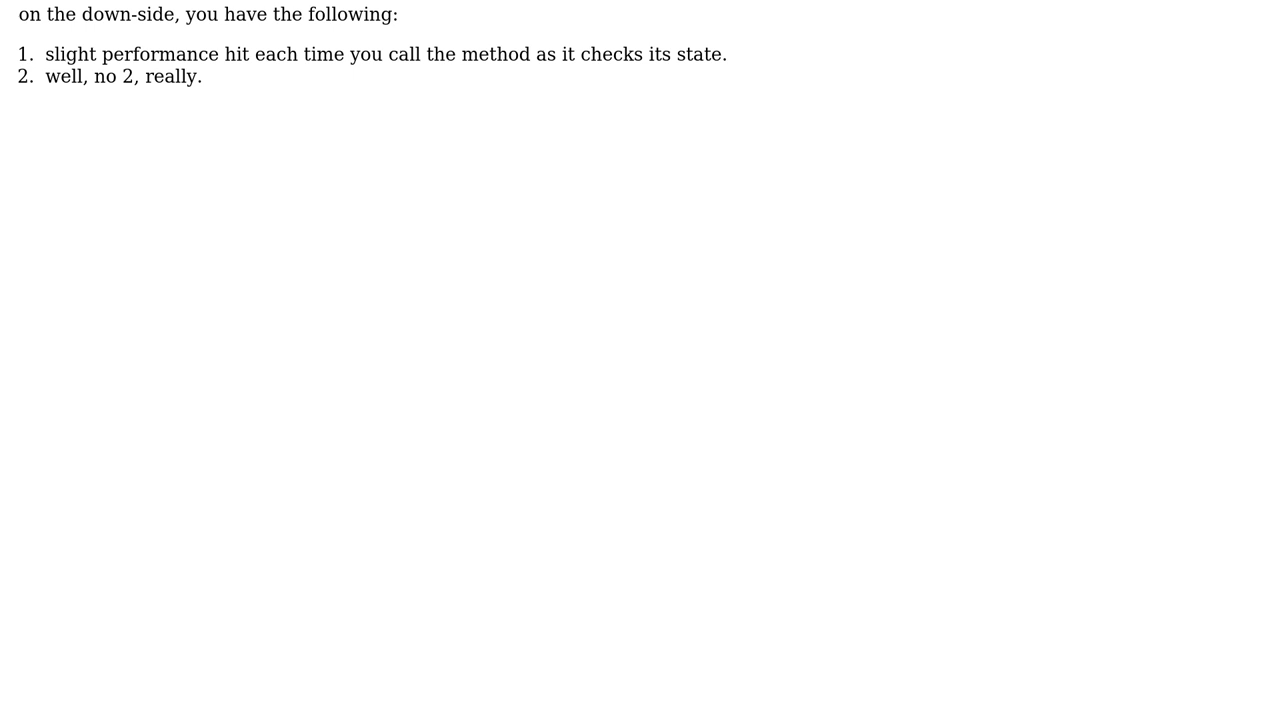 on the down-side, you have the following:
1. slight performance hit each time you call the method as it checks its state.
2. well, no 2, really.